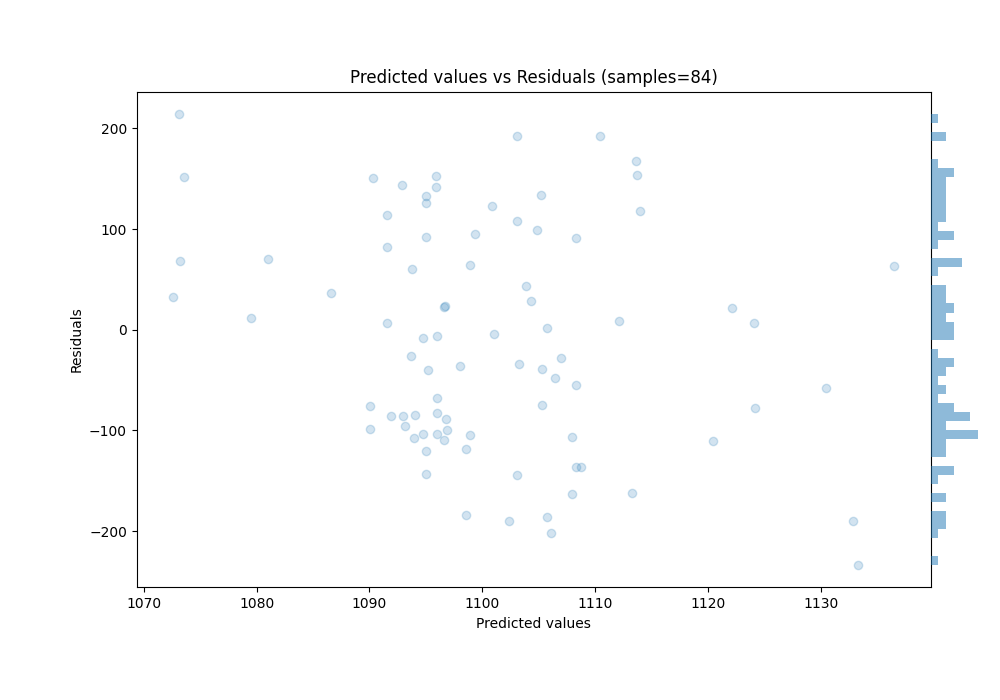 Predicted values vs Residuals (samples=84)
200
100
0
−100
−200
Residuals
1070 1080 1090 1100 1110 1120 1130
Predicted values